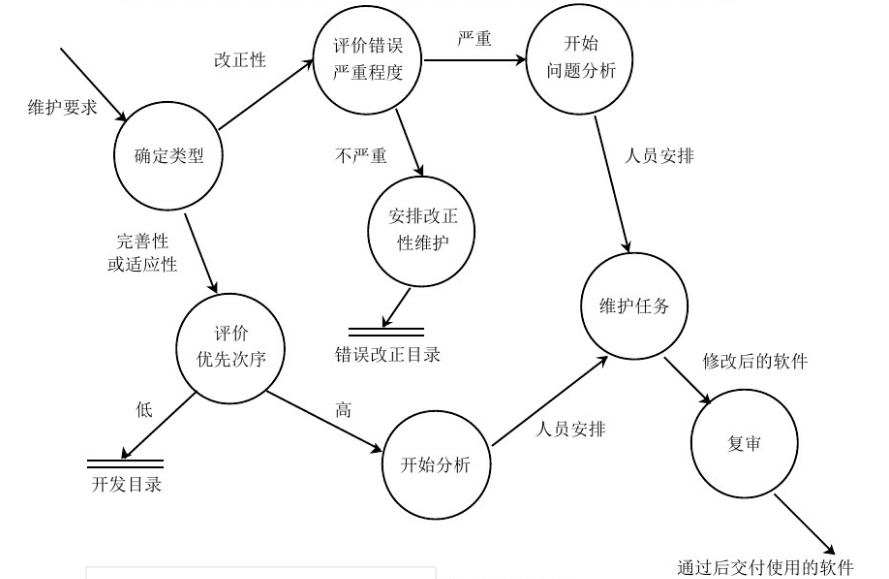 评价错误
严重程度
严重
开始
问题分析
改正性
维护要求
确定类型
不严重
人员安排
安排改正
性维护
完善性
或适应性
维护任务
评价
优先次序
错误改正目录
修改后的软件
低
高
人员安排
复审
开始分析
开发目录
通过后交付使用的软件